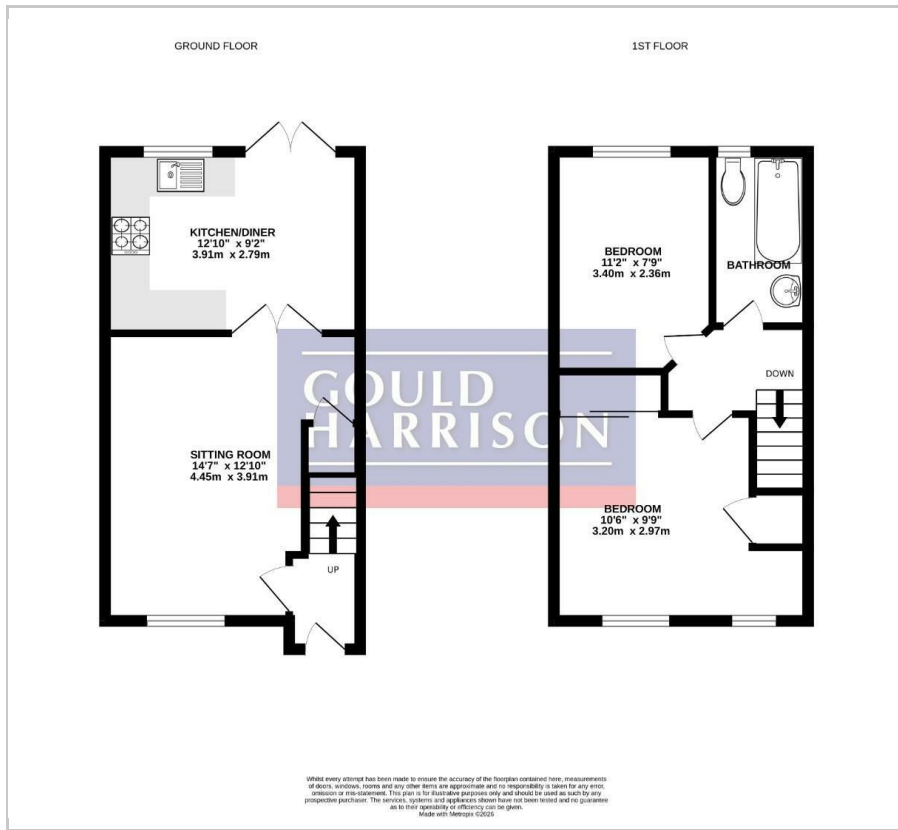 GROUND FLOOR
1ST FLOOR
KITCHEN/DINER
12'10" x 9'2"
3.91m x 2.79m
SITTING ROOM
14'7" x 12'10"
4.45m x 3.91m
UP
BEDROOM
11'2" x 7'9"
3.40m x 2.36m
BATHROOM
DOWN
BEDROOM
10'6" x 9'9"
3.20m x 2.97m
GOULD
HARRISON
Whilst every attempt has been made to ensure the accuracy of the floorplan contained here, measurements
of doors, windows, rooms and any other items are approximate and no responsibility is taken for any error,
omission or mis-statement. This plan is for illustrative purposes only and should be used as such by any
prospective purchaser. The services, systems and appliances shown have not been tested and no guarantee
as to their operability or efficiency can be given.
Made with Metropix ©2026